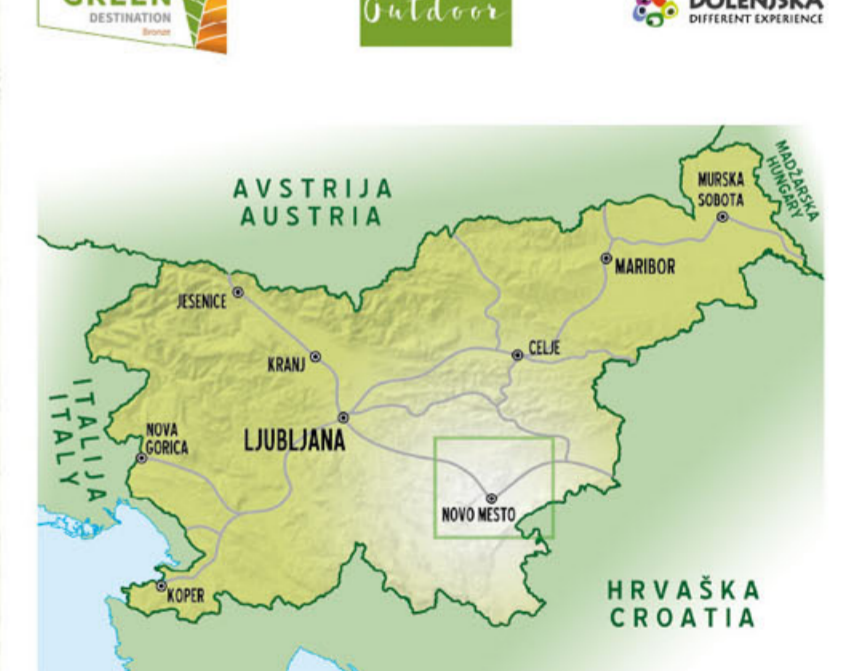 GREEN
DESTINATION
Bronze
Outdoor
DOLENJSKA
DIFFERENT EXPERIENCE
AVSTRIJA
AUSTRIA
MADŽARSKA
HUNGARY
MURSKA
SOBOTA
MARIBOR
JESENICE
CELJE
KRANJ
ITALIJA
ITALY
NOVA
GORICA
LJUBLJANA
NOVO MESTO
KOPER
HRVAŠKA
CROATIA